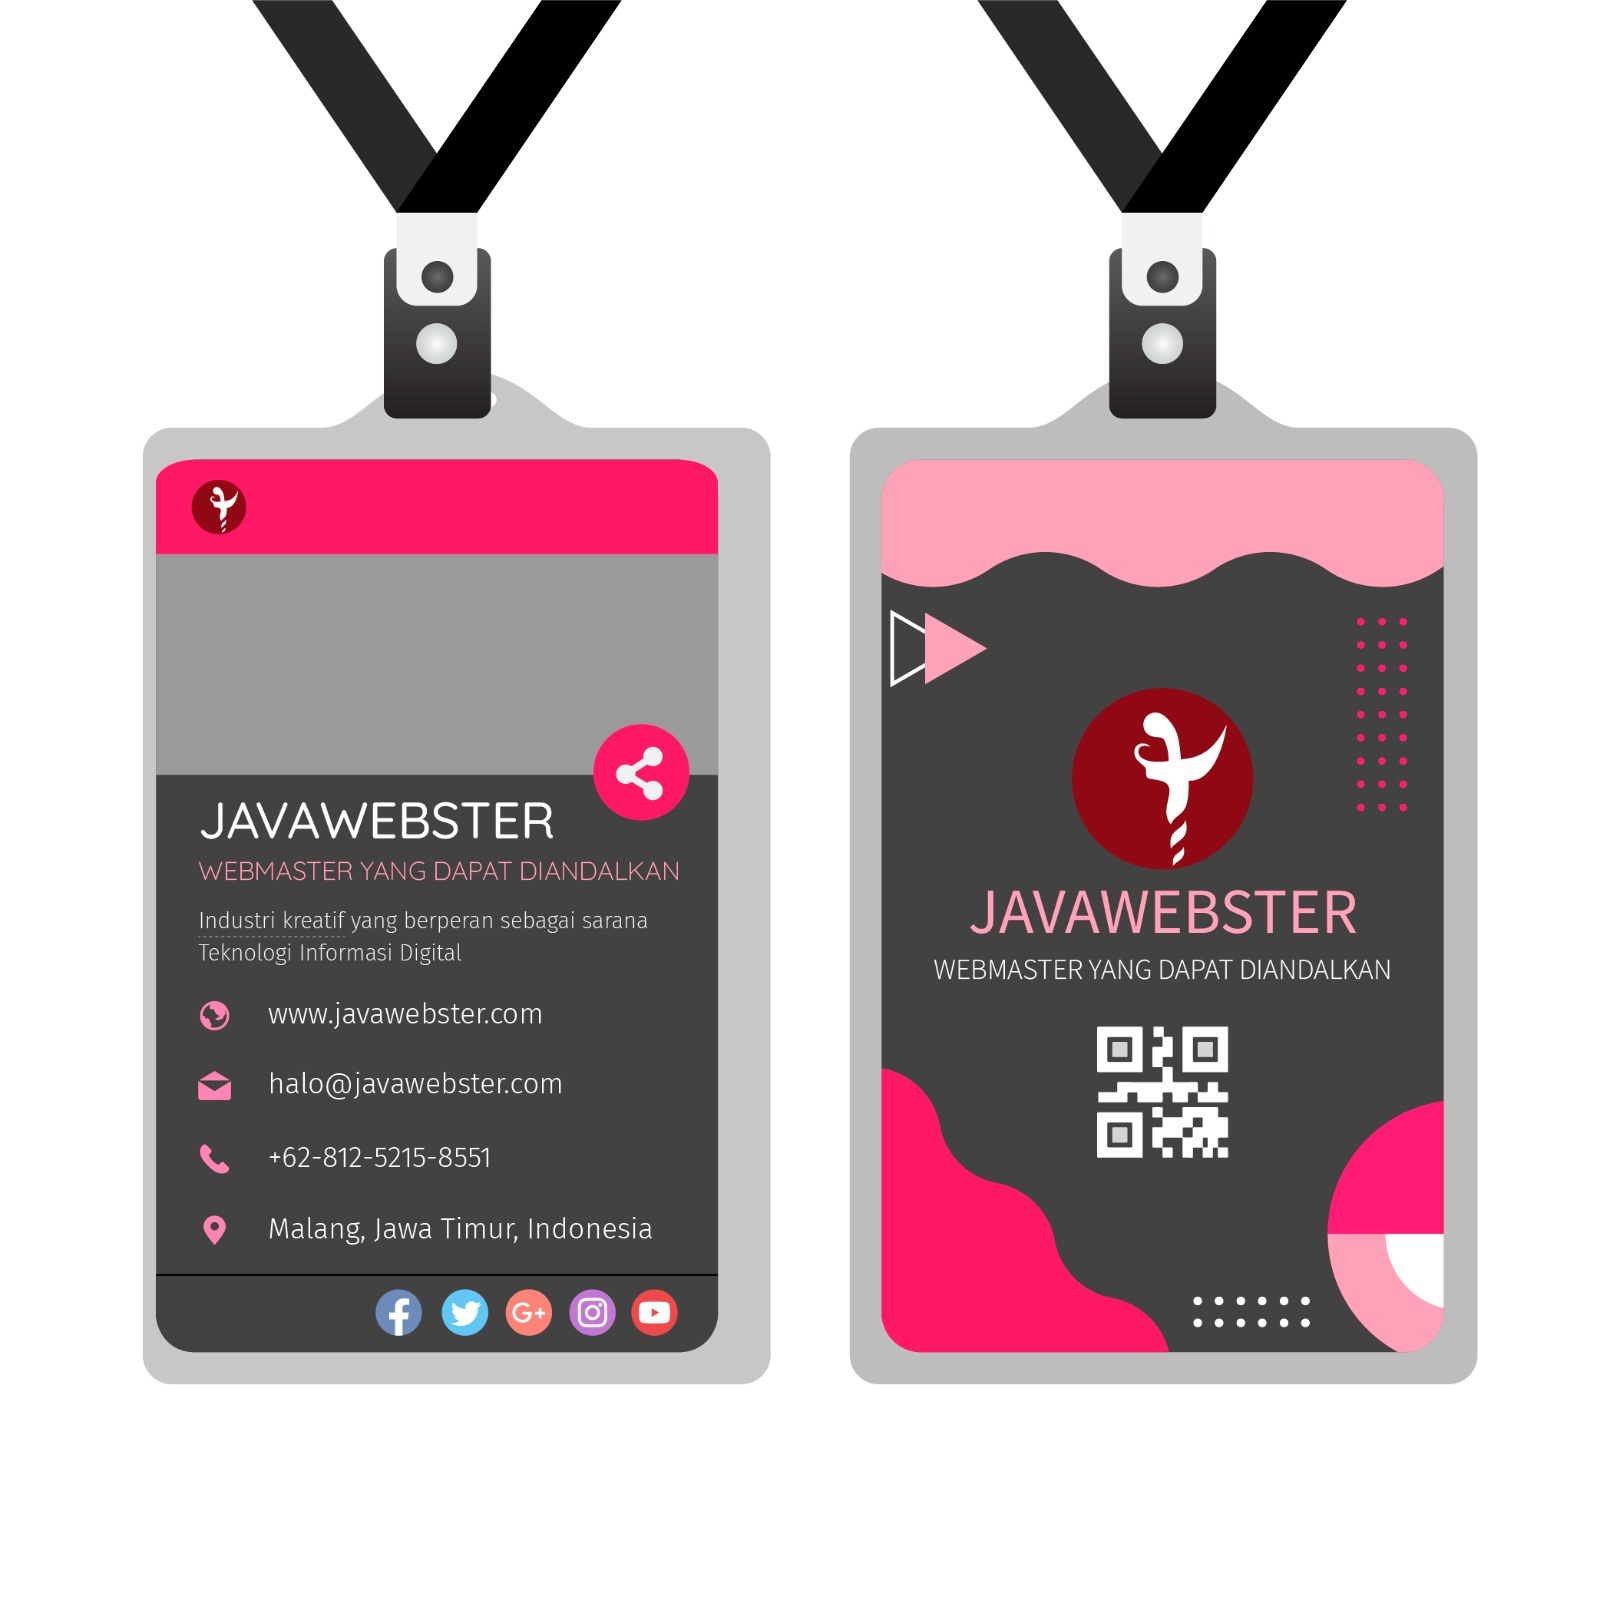 JAVAWEBSTER
WEBMASTER YANG DAPAT DIANDALKAN
Industri kreatif yang berperan sebagai sarana
Teknologi Informasi Digital
www.javawebster.com
halo@javawebster.com
+62-812-5215-8551
Malang, Jawa Timur, Indonesia
G+
JAVAWEBSTER
WEBMASTER YANG DAPAT DIANDALKAN